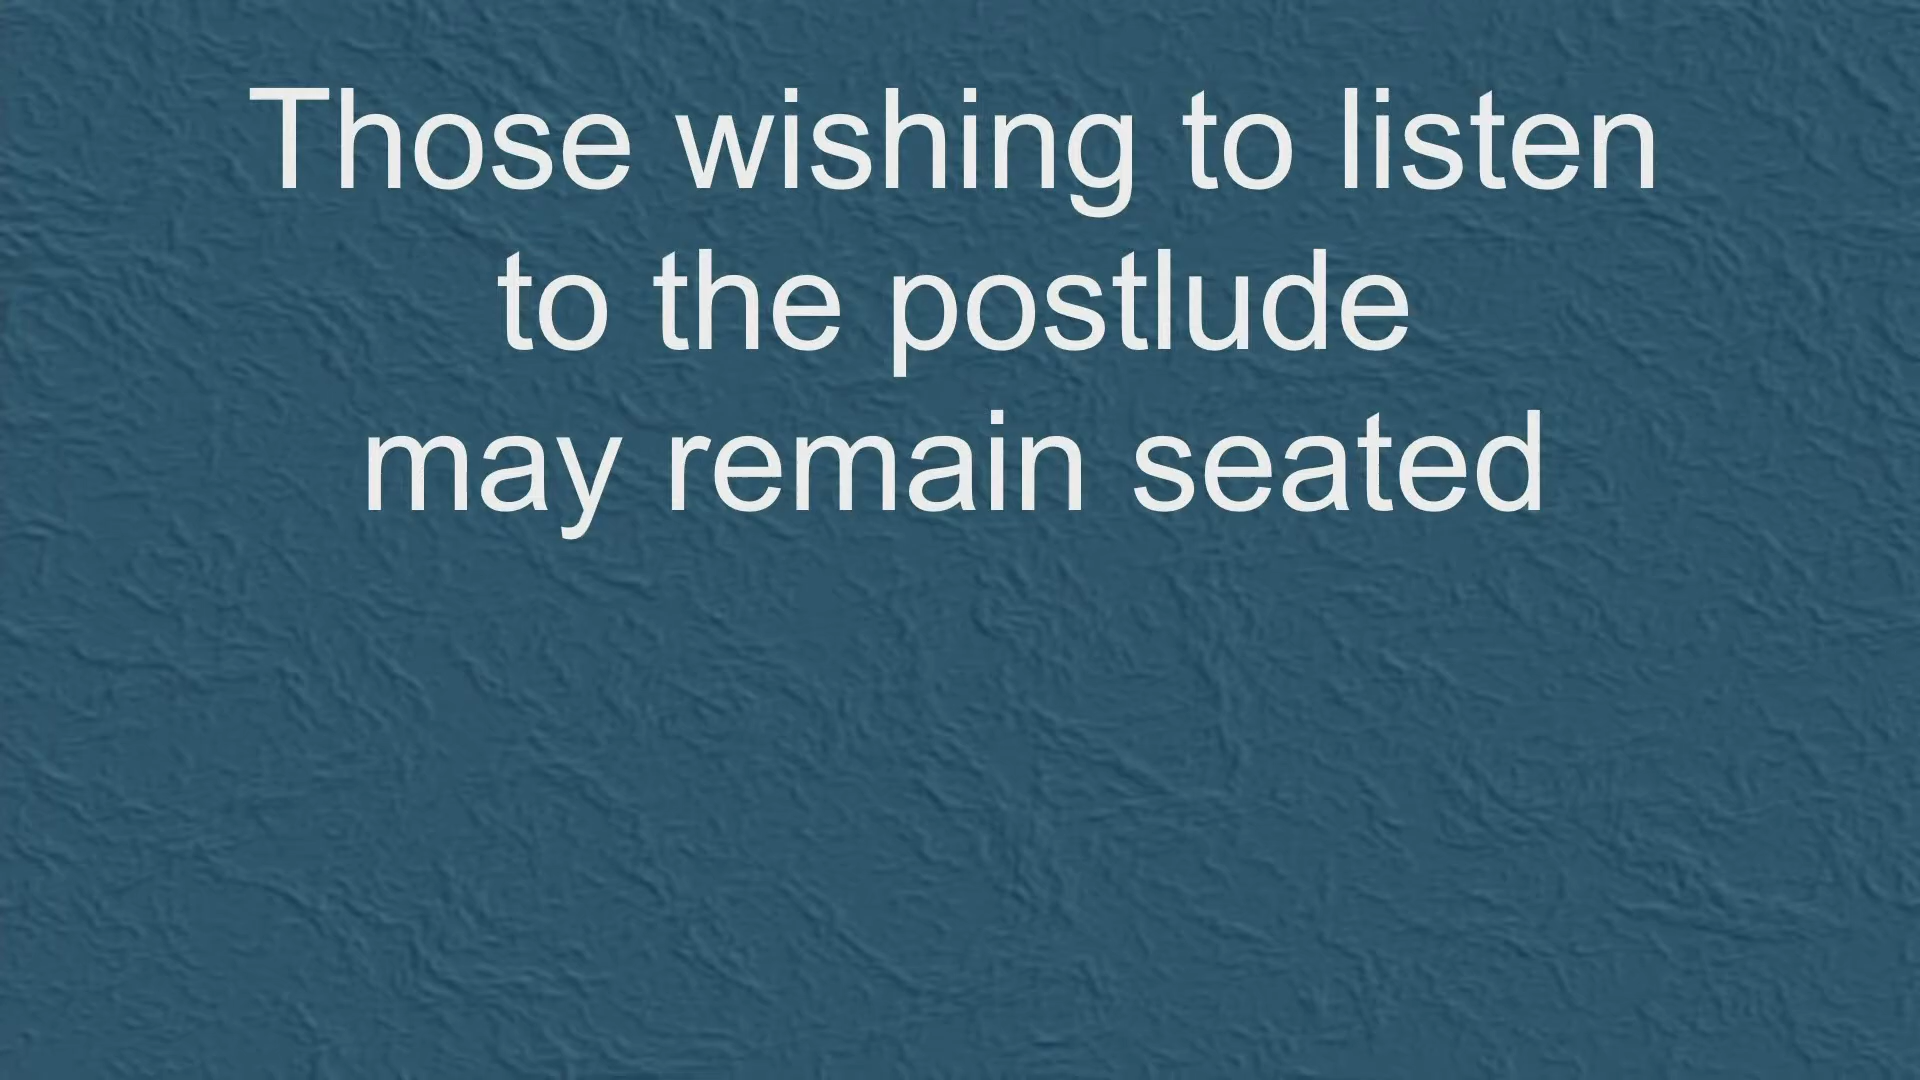 Those wishing to listen
to the postlude
may remain seated